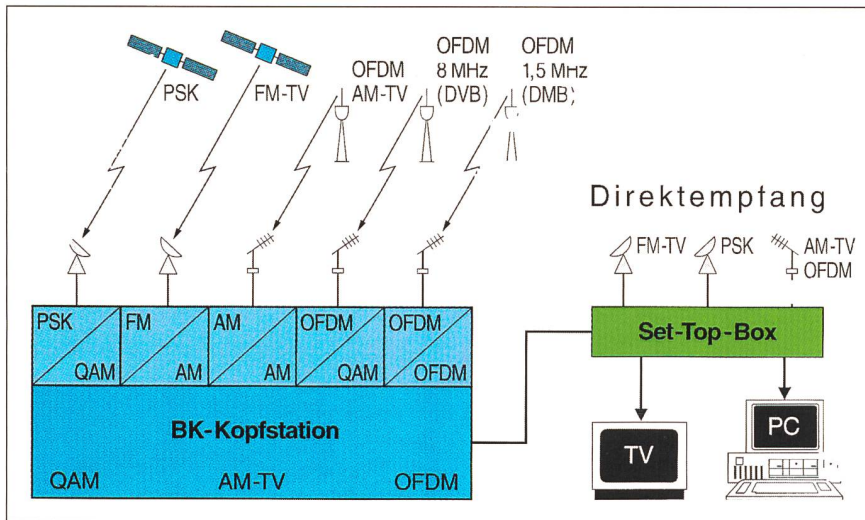 PSK
FM-TV
OFDM
AM-TV
OFDM
8 MHz
(DVB)
OFDM
1,5 MHz
(DMB)
Direktempfang
FM-TV
PSK
AM-TV
OFDM
PSK
QAM
FM
AM
AM
AM
OFDM
QAM
OFDM
OFDM
Set-Top-Box
BK-Kopfstation
QAM
AM-TV
OFDM
TV
PC